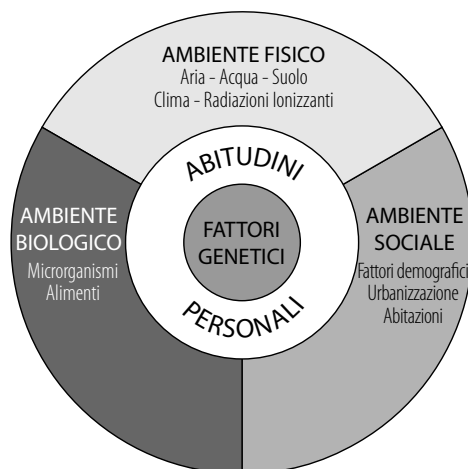 AMBIENTE FISICO
Aria - Acqua - Suolo
Clima - Radiazioni Ionizzanti
ABITUDINI
PERSONALI
FATTORI
GENETICI
AMBIENTE
BIOLOGICO
Microrganismi
Alimenti
AMBIENTE
SOCIALE
Fattori demografici
Urbanizzazione
Abitazioni